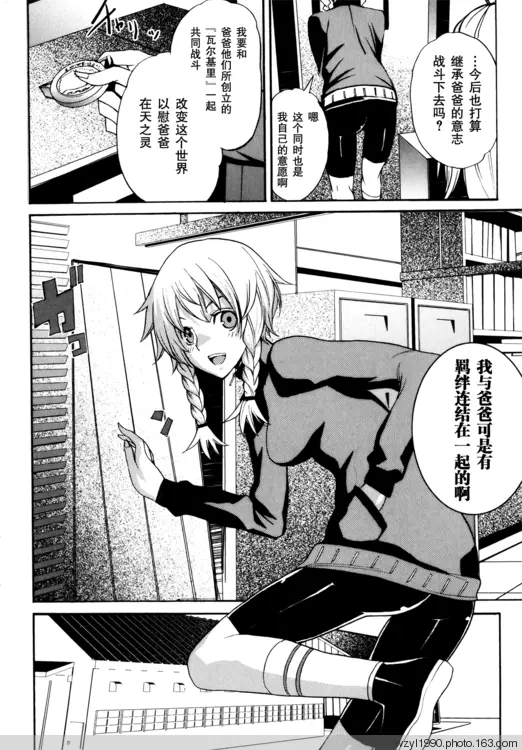 …今后也打算
继承爸爸的意志
战斗下去吗？
嗯
这个同时也是
我自己的意愿啊
我要和
爸爸他们所创立的
『瓦尔基里』一起
共同战斗
改变这个世界
以慰爸爸
在天之灵
我与爸爸可是有
羁绊连结在一起的啊
yzyl1990.photo.163.com